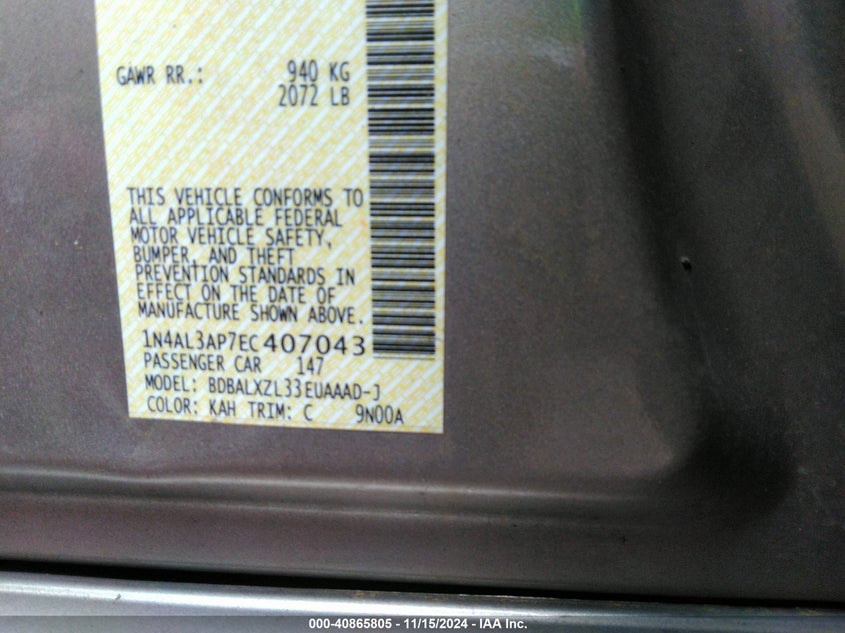 GAWR RR.: 940 KG
2072 LB
THIS VEHICLE CONFORMS TO
ALL APPLICABLE FEDERAL
MOTOR VEHICLE SAFETY,
BUMPER, AND THEFT
PREVENTION STANDARDS IN
EFFECT ON THE DATE OF
MANUFACTURE SHOWN ABOVE.
1N4AL3AP7EC407043
PASSENGER CAR 147
MODEL: BDBALXZL33EUAAAD-J
COLOR: KAH TRIM: C 9N00A
000-40865805 - 11/15/2024 - IAA Inc.